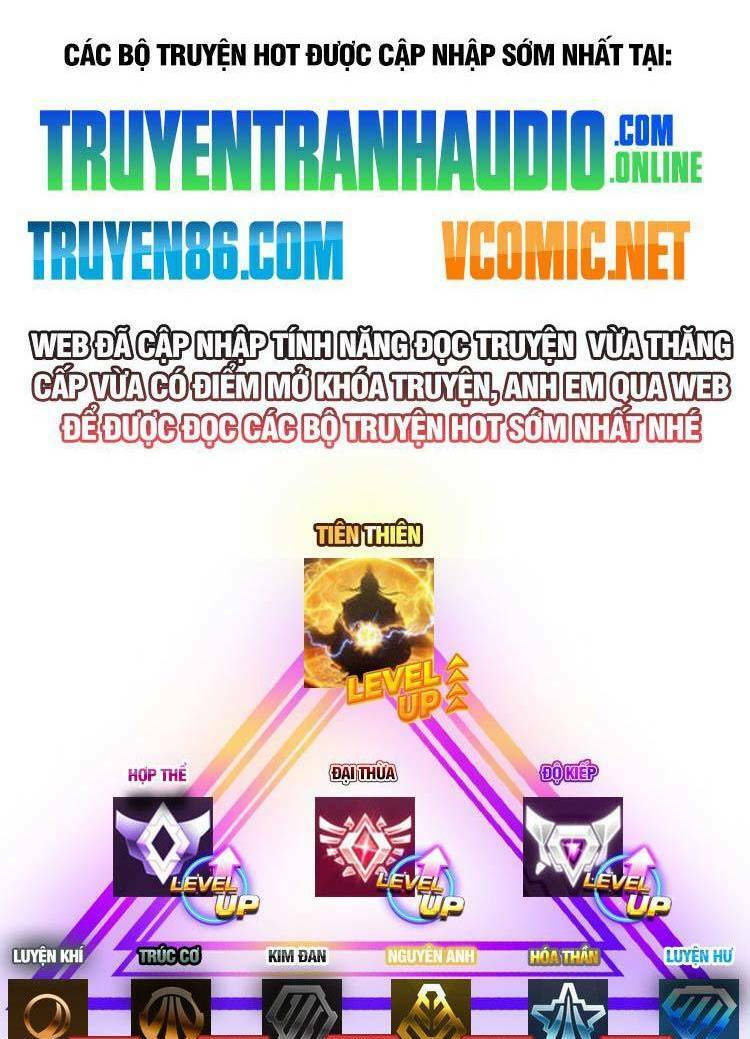 CÁC BỘ TRUYỆN HOT ĐƯỢC CẬP NHẬP SỚM NHẤT TẠI:
TRUYENTRANHAUDIO.COM
.ONLINE
TRUYEN86.COM VCOMIC.NET
WEB ĐÃ CẬP NHẬP TÍNH NĂNG ĐỌC TRUYỆN VỪA THĂNG
CẤP VỪA CÓ ĐIỂM MỞ KHÓA TRUYỆN, ANH EM QUA WEB
ĐỂ ĐƯỢC ĐỌC CÁC BỘ TRUYỆN HOT SỚM NHẤT NHÉ
TIÊN THIÊN
LEVEL
UP
HỢP THỂ ĐẠI THỪA ĐỘ KIẾP
LEVEL LEVEL LEVEL
UP UP UP
LUYỆN KHÍ TRÚC CƠ KIM ĐAN NGUYÊN ANH HÓA THẦN LUYỆN HƯ